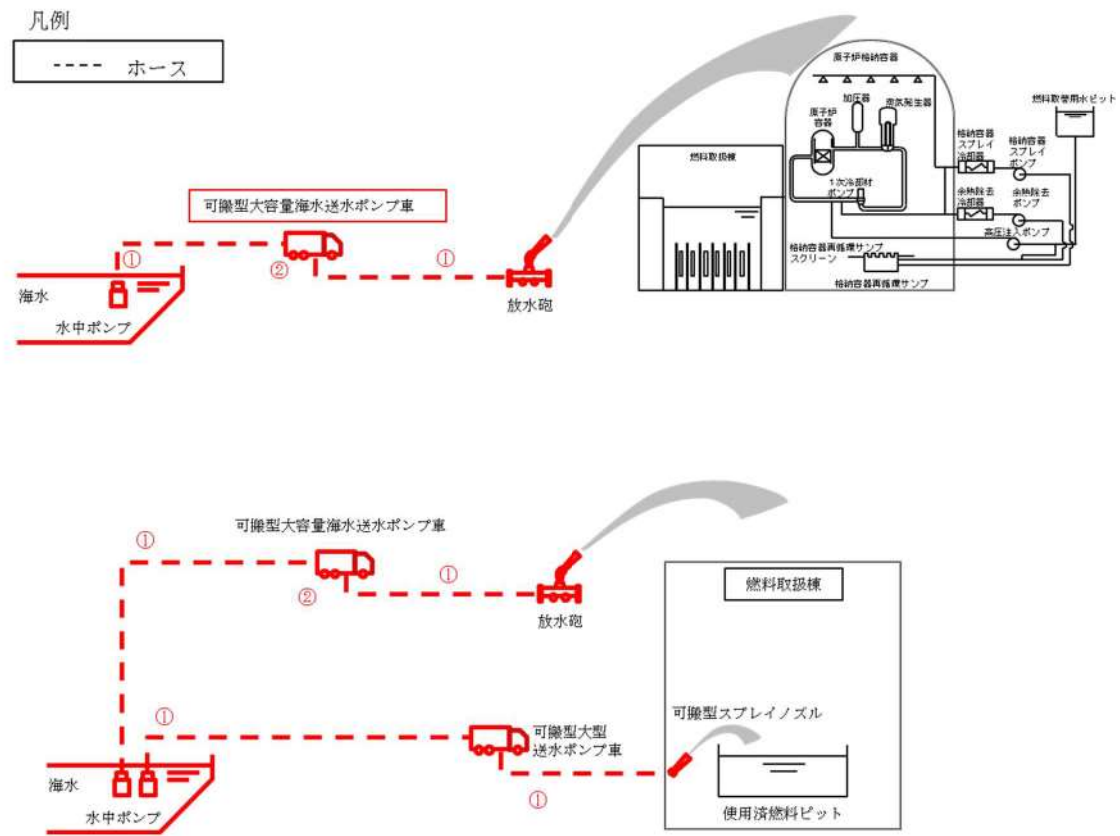 凡例
---- ホース
可搬型大容量海水送水ポンプ車
①
②
①
海水
水中ポンプ
放水砲
燃料取扱棟
原子炉格納容器
加圧器
蒸気発生器
原子炉
容器
1次冷却材
ポンプ
格納容器
スプレイ
冷却器
格納容器
スプレイ
ポンプ
燃料取替用水ピット
余熱除去
冷却器
余熱除去
ポンプ
高圧注入ポンプ
格納容器再循環サンプ
スクリーン
格納容器再循環サンプ
可搬型大容量海水送水ポンプ車
①
②
①
放水砲
燃料取扱棟
①
可搬型大型
送水ポンプ車
①
可搬型スプレイノズル
海水
水中ポンプ
使用済燃料ピット